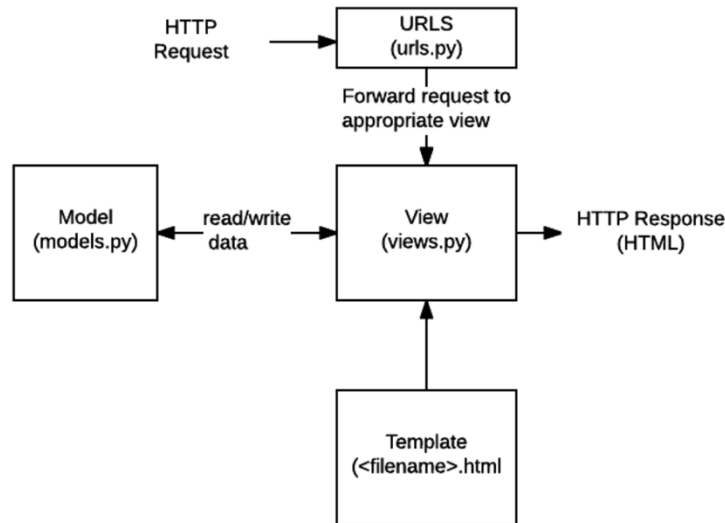 HTTP
Request
URLS
(urls.py)
Forward request to
appropriate view
Model
(models.py)
read/write
data
View
(views.py)
HTTP Response
(HTML)
Template
(<filename>.html